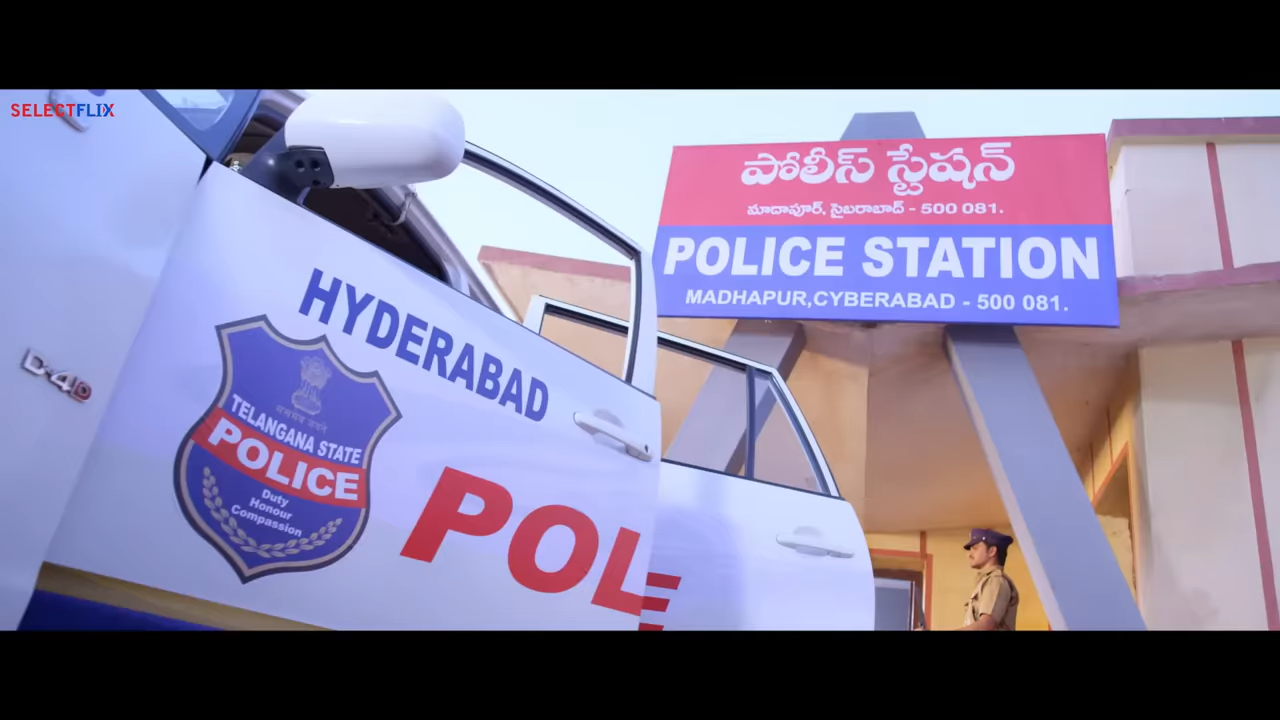 SELECTFLIX
పోలీస్ స్టేషన్
మాదాపూర్, సైబరాబాద్ - 500 081.
POLICE STATION
MADHAPUR,CYBERABAD - 500 081.
HYDERABAD
TELANGANA STATE
POLICE
Duty
Honour
Compassion
POL
D-4D